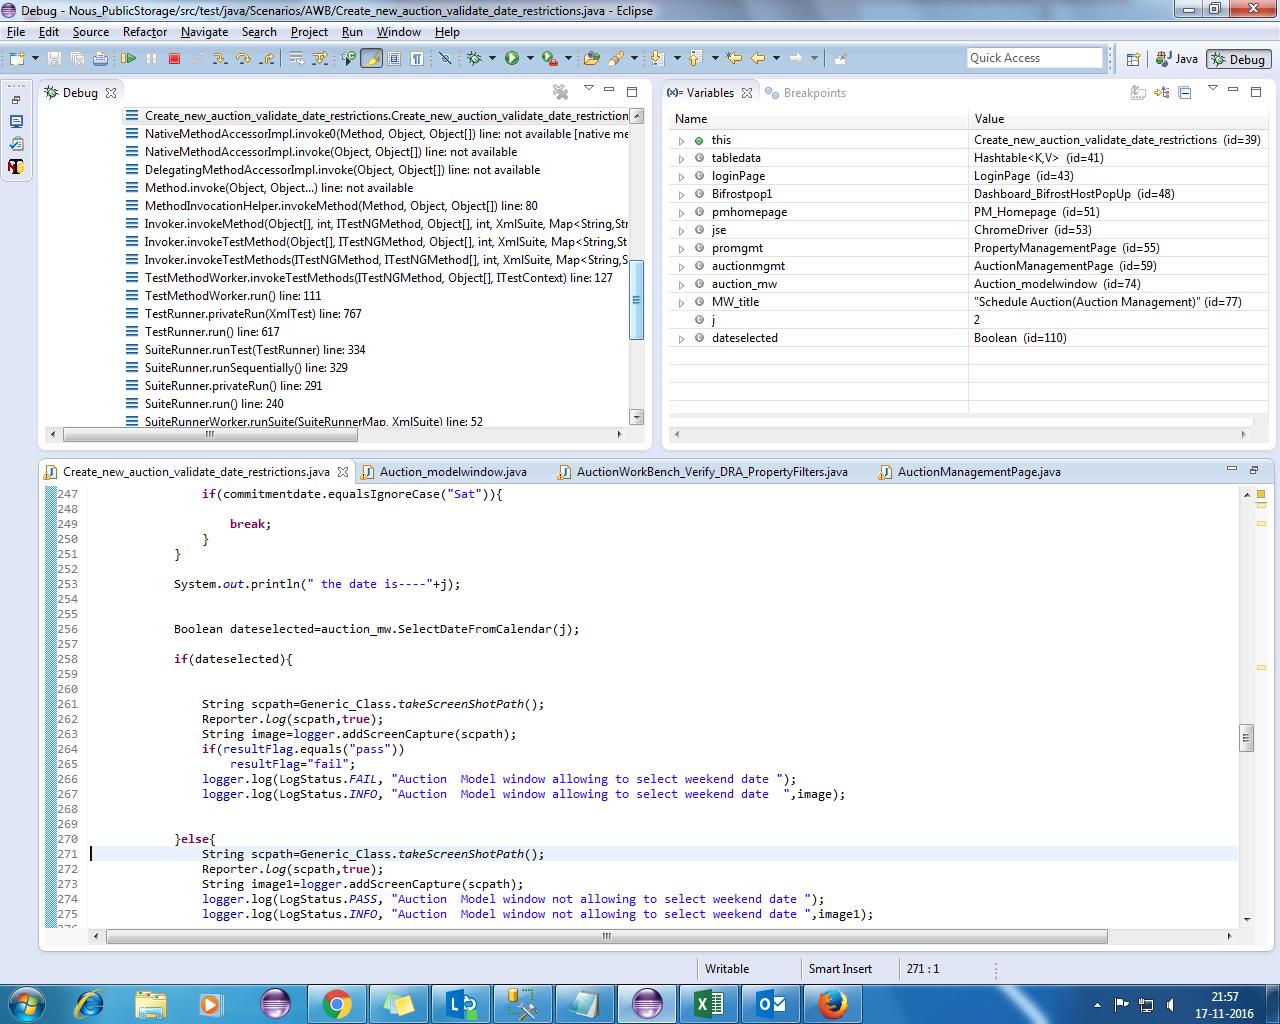 Debug - Nous_PublicStorage/src/test/java/Scenarios/AWB/Create_new_auction_validate_date_restrictions.java - Eclipse
File Edit Source Refactor Navigate Search Project Run Window Help
Quick Access
Java
Debug
Debug
Create_new_auction_validate_date_restrictions.Create_new_auction_validate_date_restriction
NativeMethodAccessorImpl.invoke0(Method, Object, Object[]) line: not available [native me
NativeMethodAccessorImpl.invoke(Object, Object[]) line: not available
DelegatingMethodAccessorImpl.invoke(Object, Object[]) line: not available
Method.invoke(Object, Object...) line: not available
MethodInvocationHelper.invokeMethod(Method, Object, Object[]) line: 80
Invoker.invokeMethod(Object[], int, ITestNGMethod, Object[], int, XmlSuite, Map<String,Str
Invoker.invokeTestMethod(Object[], ITestNGMethod, Object[], int, XmlSuite, Map<String,St
Invoker.invokeTestMethods(ITestNGMethod, ITestNGMethod[], int, XmlSuite, Map<String,S
TestMethodWorker.invokeTestMethods(ITestNGMethod, Object[], ITestContext) line: 127
TestMethodWorker.run() line: 111
TestRunner.privateRun(XmlTest) line: 767
TestRunner.run() line: 617
SuiteRunner.runTest(TestRunner) line: 334
SuiteRunner.runSequentially() line: 329
SuiteRunner.privateRun() line: 291
SuiteRunner.run() line: 240
SuiteRunnerWorker.runSuite(SuiteRunnerMap, XmlSuite) line: 52
(x)= Variables Breakpoints
Name Value
this Create_new_auction_validate_date_restrictions (id=39)
tabledata Hashtable<K,V> (id=41)
loginPage LoginPage (id=43)
Bifrostpop1 Dashboard_BifrostHostPopUp (id=48)
pmhomepage PM_Homepage (id=51)
jse ChromeDriver (id=53)
promgmt PropertyManagementPage (id=55)
auctionmgmt AuctionManagementPage (id=59)
auction_mw Auction_modelwindow (id=74)
MW_title "Schedule Auction(Auction Management)" (id=77)
j 2
dateselected Boolean (id=110)
Create_new_auction_validate_date_restrictions.java Auction_modelwindow.java AuctionWorkBench_Verify_DRA_PropertyFilters.java AuctionManagementPage.java
247 if(commitmentdate.equalsIgnoreCase("Sat")){
248
249 break;
250 }
251 }
252
253 System.out.println(" the date is----"+j);
254
255
256 Boolean dateselected=auction_mw.SelectDateFromCalendar(j);
257
258 if(dateselected){
259
260
261 String scpath=Generic_Class.takeScreenShotPath();
262 Reporter.log(scpath,true);
263 String image=logger.addScreenCapture(scpath);
264 if(resultFlag.equals("pass"))
265 resultFlag="fail";
266 logger.log(LogStatus.FAIL, "Auction  Model window allowing to select weekend date ");
267 logger.log(LogStatus.INFO, "Auction  Model window allowing to select weekend date  ",image);
268
269
270 }else{
271 String scpath=Generic_Class.takeScreenShotPath();
272 Reporter.log(scpath,true);
273 String image1=logger.addScreenCapture(scpath);
274 logger.log(LogStatus.PASS, "Auction  Model window not allowing to select weekend date ");
275 logger.log(LogStatus.INFO, "Auction  Model window not allowing to select weekend date ",image1);
Writable Smart Insert 271 : 1
21:57
17-11-2016